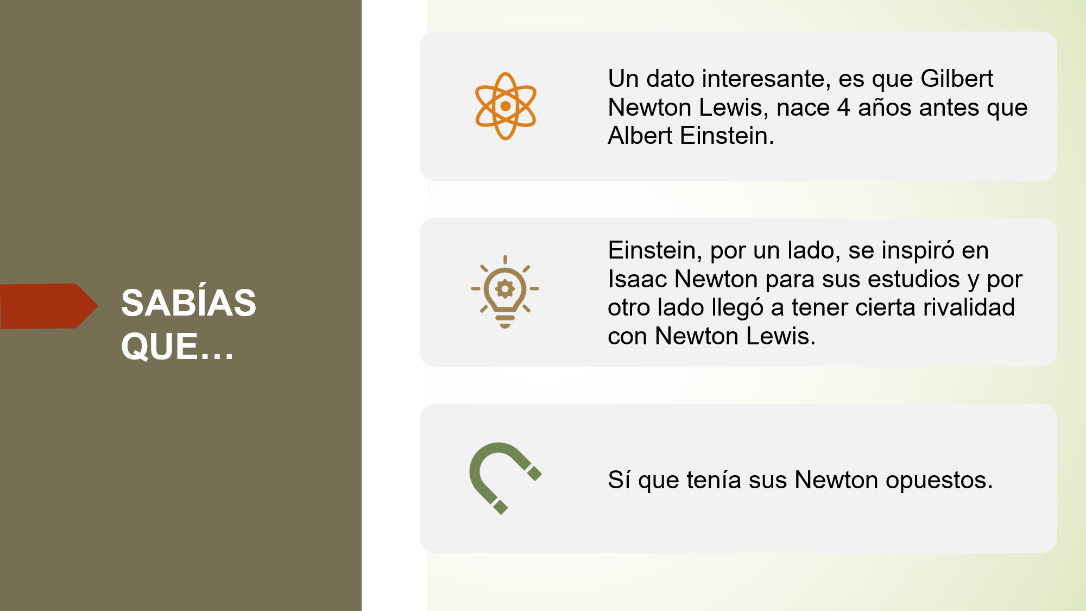 SABÍAS
QUE…
Un dato interesante, es que Gilbert
Newton Lewis, nace 4 años antes que
Albert Einstein.
Einstein, por un lado, se inspiró en
Isaac Newton para sus estudios y por
otro lado llegó a tener cierta rivalidad
con Newton Lewis.
Sí que tenía sus Newton opuestos.